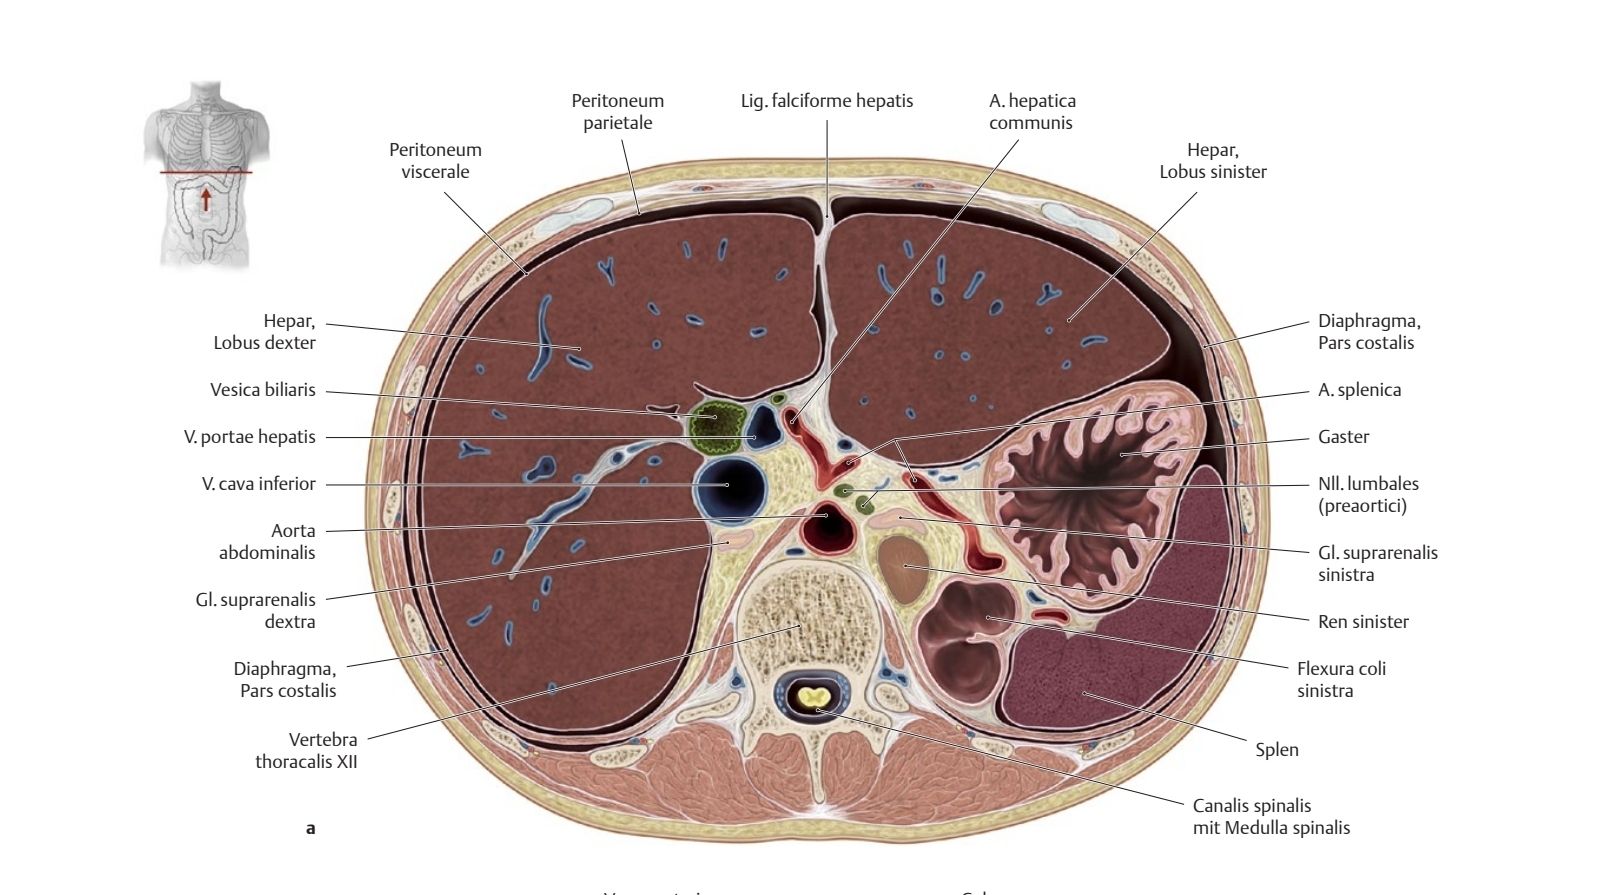 Peritoneum
parietale
Lig. falciforme hepatis
A. hepatica
communis
Peritoneum
viscerale
Hepar,
Lobus sinister
Hepar,
Lobus dexter
Vesica biliaris
V. portae hepatis
V. cava inferior
Aorta
abdominalis
Gl. suprarenalis
dextra
Diaphragma,
Pars costalis
Vertebra
thoracalis XII
Diaphragma,
Pars costalis
A. splenica
Gaster
Nll. lumbales
(preaortici)
Gl. suprarenalis
sinistra
Ren sinister
Flexura coli
sinistra
Splen
Canalis spinalis
mit Medulla spinalis
a